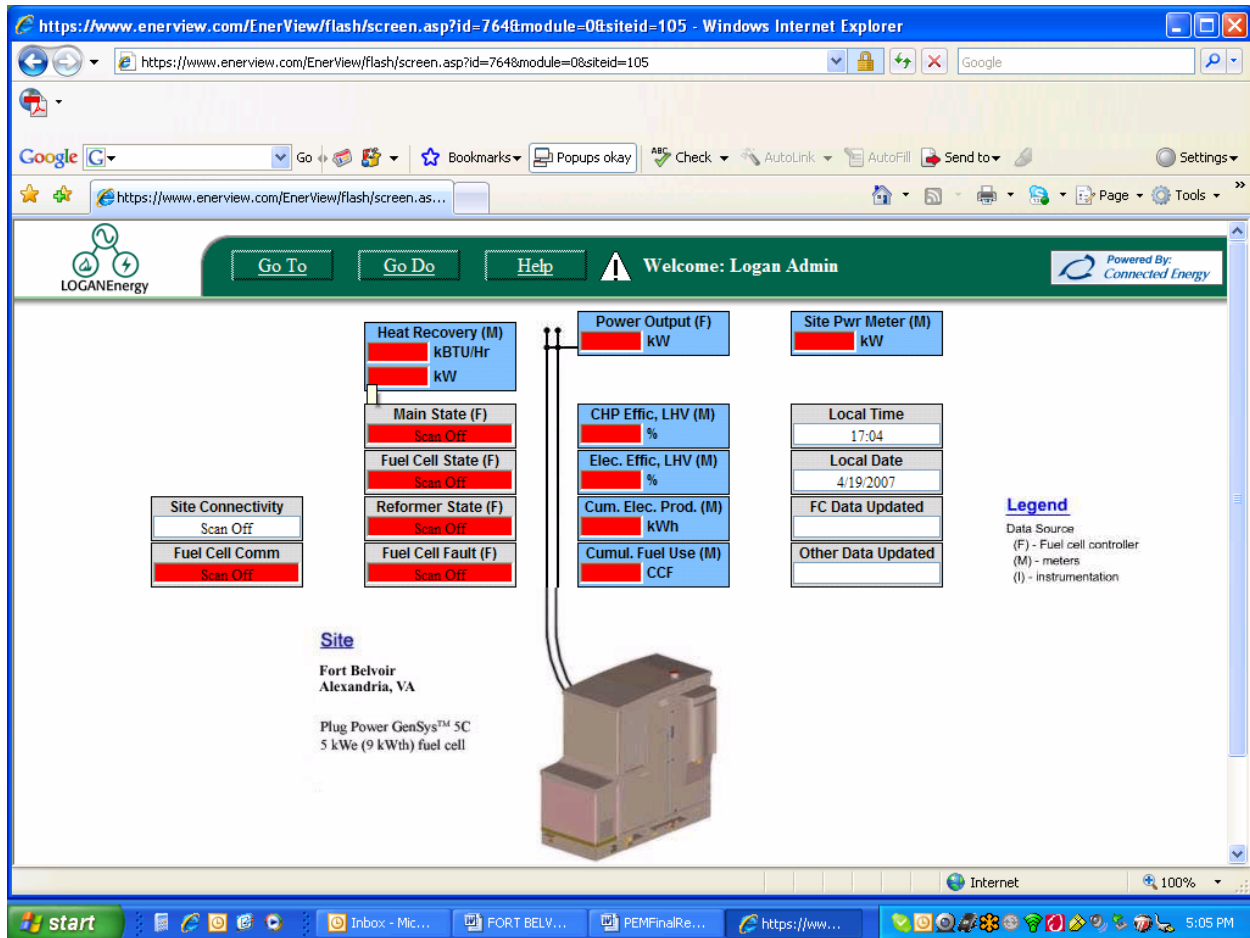 https://www.enerview.com/EnerView/flash/screen.asp?id=764&module=0&siteid=105 - Windows Internet Explorer
https://www.enerview.com/EnerView/flash/screen.asp?id=764&module=0&siteid=105
Google
Google G Go Bookmarks Popups okay ABC Check AutoLink AutoFill Send to Settings
https://www.enerview.com/EnerView/flash/screen.as... Page Tools
LOGANEnergy
Go To Go Do Help ! Welcome: Logan Admin
Powered By:
Connected Energy
Heat Recovery (M)
kBTU/Hr
kW
Power Output (F)
kW
Site Pwr Meter (M)
kW
Main State (F)
Scan Off
CHP Effic, LHV (M)
%
Local Time
17:04
Fuel Cell State (F)
Scan Off
Elec. Effic, LHV (M)
%
Local Date
4/19/2007
Site Connectivity
Scan Off
Reformer State (F)
Scan Off
Cum. Elec. Prod. (M)
kWh
FC Data Updated
Fuel Cell Comm
Scan Off
Fuel Cell Fault (F)
Scan Off
Cumul. Fuel Use (M)
CCF
Other Data Updated
Legend
Data Source
(F) - Fuel cell controller
(M) - meters
(I) - instrumentation
Site
Fort Belvoir
Alexandria, VA
Plug Power GenSys™ 5C
5 kWe (9 kWth) fuel cell
Internet 100%
start Inbox - Mic... FORT BELV... PEMFinalRe... https://ww... 5:05 PM